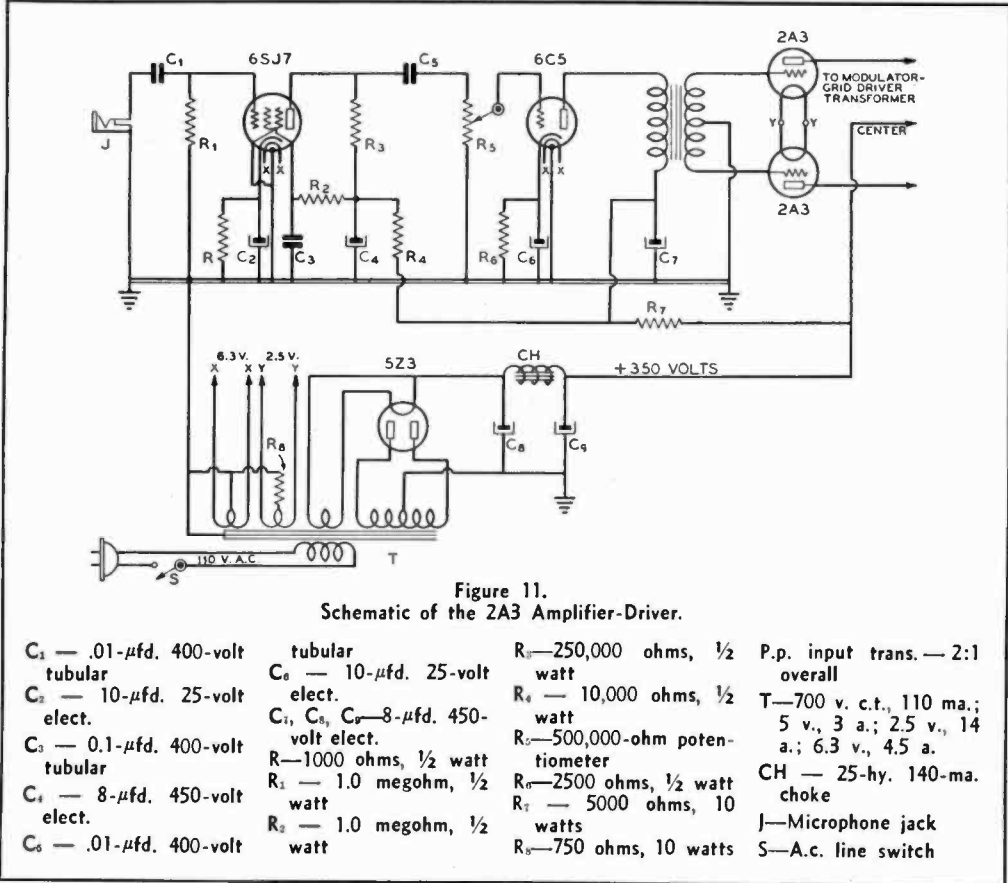 C₁
6SJ7
C₅
6C5
2A3
TO MODULATOR-
GRID DRIVER
TRANSFORMER
J
R₁
R₃
R₅
Y Y
CENTER
X X
X X
R₂
2A3
R
C₂
C₃
C₄
R₄
R₆
C₆
C₇
R₇
6.3 V. 2.5 V.
X X Y Y
5Z3
CH
+350 VOLTS
R₈
C₈
C₉
110 V. A.C.
S
T
Figure 11.
Schematic of the 2A3 Amplifier-Driver.
C₁ — .01-μfd. 400-volt
tubular
C₂ — 10-μfd. 25-volt
elect.
C₃ — 0.1-μfd. 400-volt
tubular
C₄ — 8-μfd. 450-volt
elect.
C₅ — .01-μfd. 400-volt
tubular
C₆ — 10-μfd. 25-volt
elect.
C₇, C₈, C₉—8-μfd. 450-
volt elect.
R—1000 ohms, ½ watt
R₁ — 1.0 megohm, ½
watt
R₂ — 1.0 megohm, ½
watt
R₃—250,000 ohms, ½
watt
R₄ — 10,000 ohms, ½
watt
R₅—500,000-ohm poten-
tiometer
R₆—2500 ohms, ½ watt
R₇ — 5000 ohms, 10
watts
R₈—750 ohms, 10 watts
P.p. input trans. — 2:1
overall
T—700 v. c.t., 110 ma.;
5 v., 3 a.; 2.5 v., 14
a.; 6.3 v., 4.5 a.
CH — 25-hy. 140-ma.
choke
J—Microphone jack
S—A.c. line switch